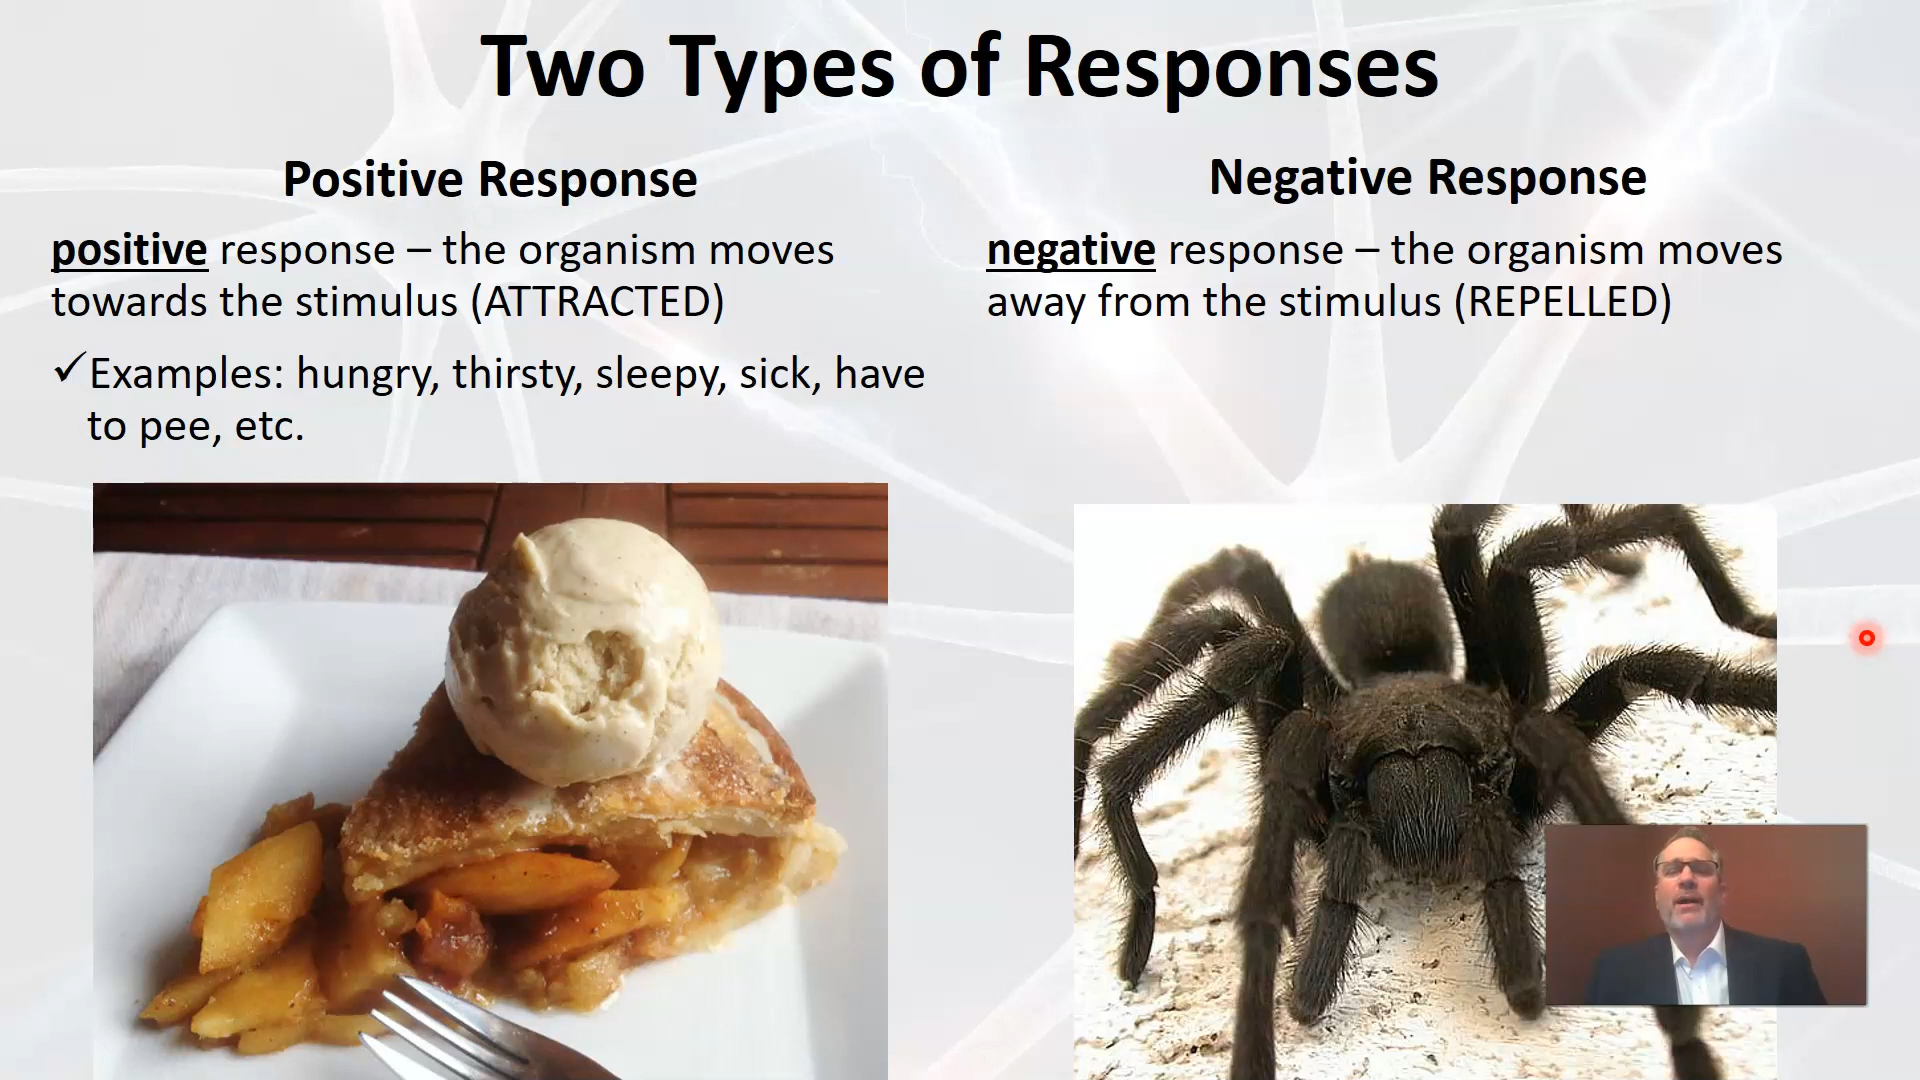 Two Types of Responses
Positive Response
positive response – the organism moves
towards the stimulus (ATTRACTED)
✓Examples: hungry, thirsty, sleepy, sick, have
to pee, etc.
Negative Response
negative response – the organism moves
away from the stimulus (REPELLED)